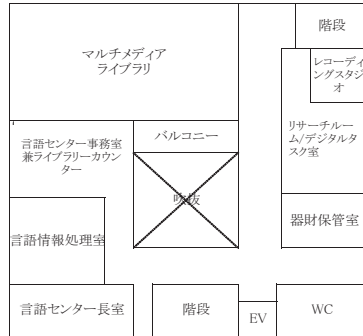 階段
マルチメディア
ライブラリ
レコーディ
ングスタジ
オ
言語センター事務室
兼ライブラリーカウン
ター
バルコニー
リサーチルー
ム/デジタルタ
スク室
吹抜
器財保管室
言語情報処理室
言語センター長室
階段
EV
WC